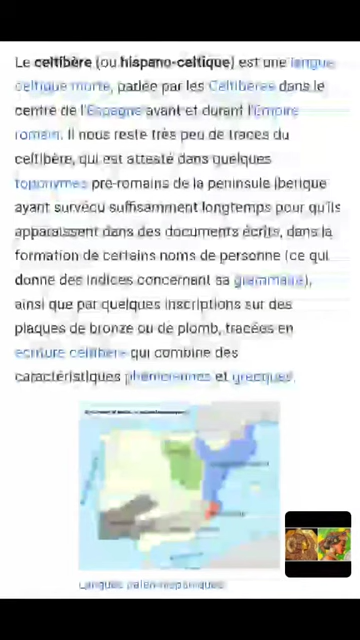 Le celtibère (ou hispano-celtique) est une langue
celtique morte, parlée par les Celtibères dans le
centre de l'Espagne avant et durant l'Empire
romain. Il nous reste très peu de traces du
celtibère, qui est attesté dans quelques
toponymes pré-romains de la péninsule ibérique
ayant survécu suffisamment longtemps pour qu'ils
apparaissent dans des documents écrits, dans la
formation de certains noms de personne (ce qui
donne des indices concernant sa grammaire),
ainsi que par quelques inscriptions sur des
plaques de bronze ou de plomb, tracées en
écriture celtibère qui combine des
caractéristiques phéniciennes et grecques.
Langues paléo-hispaniques